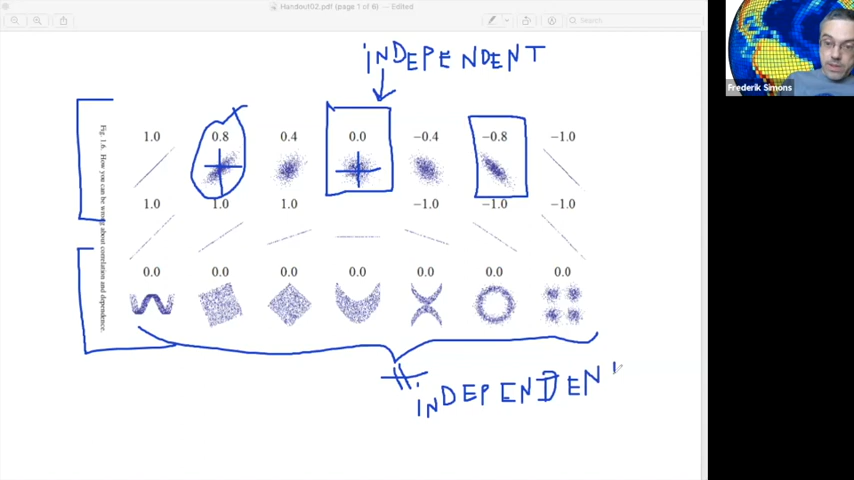 Handout02.pdf (page 1 of 6) — Edited
Search
Frederik Simons
INDEPENDENT
1.0 0.8 0.4 0.0 −0.4 −0.8 −1.0
1.0 1.0 1.0 −1.0 −1.0 −1.0
0.0 0.0 0.0 0.0 0.0 0.0 0.0
Fig. 1.6. How you can be wrong about correlation and dependence.
INDEPENDEN